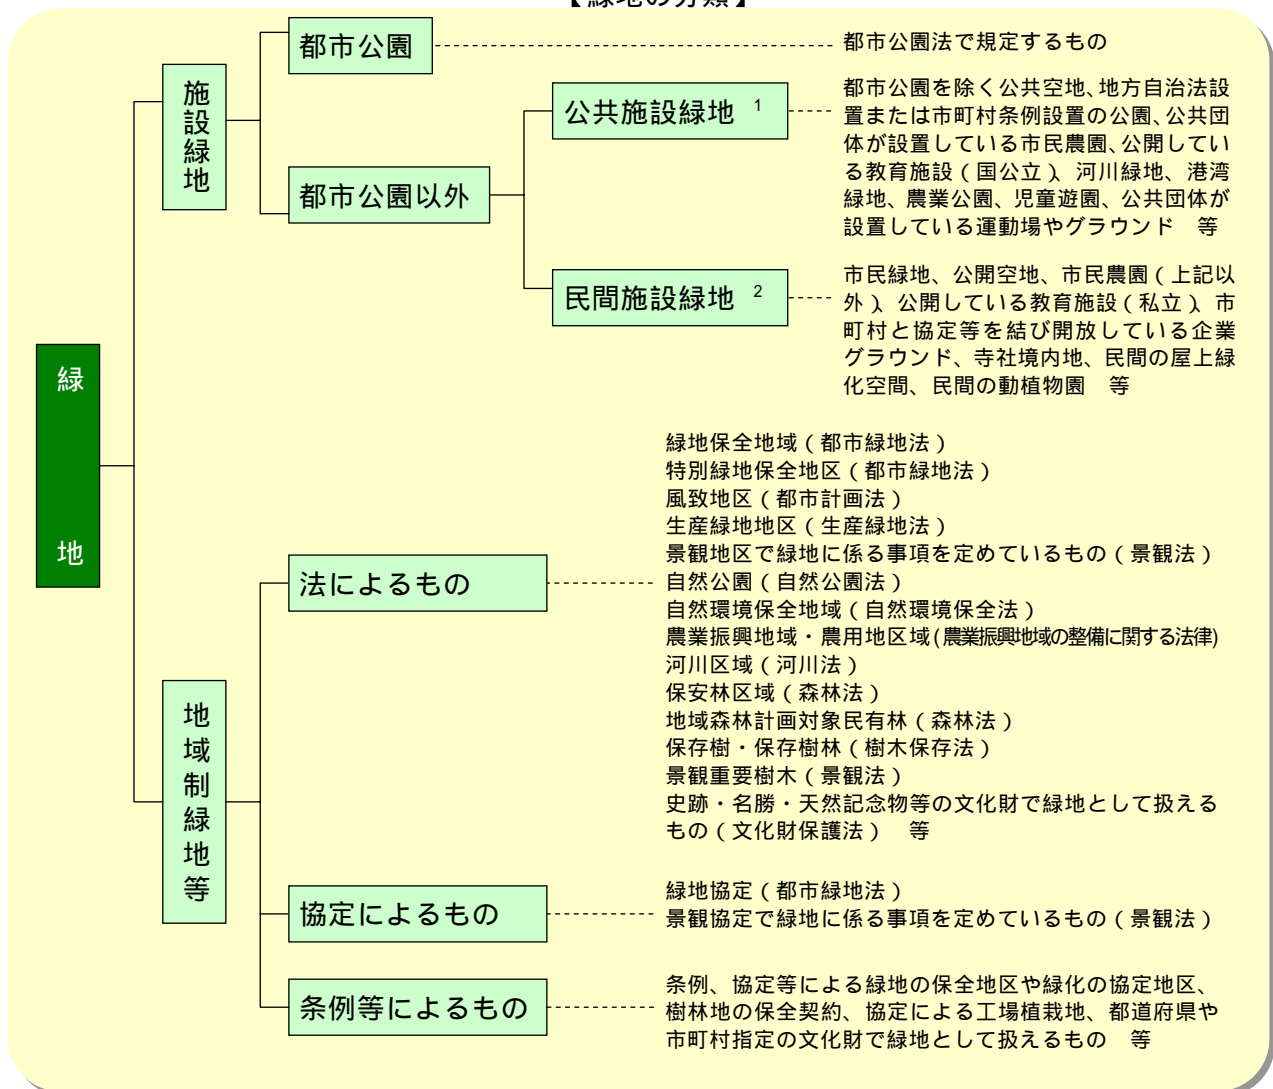 【緑地の分類】
都市公園
都市公園法で規定するもの
施設緑地
公共施設緑地 1
都市公園を除く公共空地、地方自治法設
置または市町村条例設置の公園、公共団
体が設置している市民農園、公開してい
る教育施設（国公立）、河川緑地、港湾
緑地、農業公園、児童遊園、公共団体が
設置している運動場やグラウンド　等
都市公園以外
民間施設緑地 2
市民緑地、公開空地、市民農園（上記以
外）、公開している教育施設（私立）、市
町村と協定等を結び開放している企業
グラウンド、寺社境内地、民間の屋上緑
化空間、民間の動植物園　等
緑地
緑地保全地域（都市緑地法）
特別緑地保全地区（都市緑地法）
風致地区（都市計画法）
生産緑地地区（生産緑地法）
景観地区で緑地に係る事項を定めているもの（景観法）
法によるもの
自然公園（自然公園法）
自然環境保全地域（自然環境保全法）
農業振興地域・農用地区域(農業振興地域の整備に関する法律)
河川区域（河川法）
保安林区域（森林法）
地域森林計画対象民有林（森林法）
保存樹・保存樹林（樹木保存法）
景観重要樹木（景観法）
史跡・名勝・天然記念物等の文化財で緑地として扱える
もの（文化財保護法）　等
地域制緑地等
協定によるもの
緑地協定（都市緑地法）
景観協定で緑地に係る事項を定めているもの（景観法）
条例等によるもの
条例、協定等による緑地の保全地区や緑化の協定地区、
樹林地の保全契約、協定による工場植栽地、都道府県や
市町村指定の文化財で緑地として扱えるもの　等